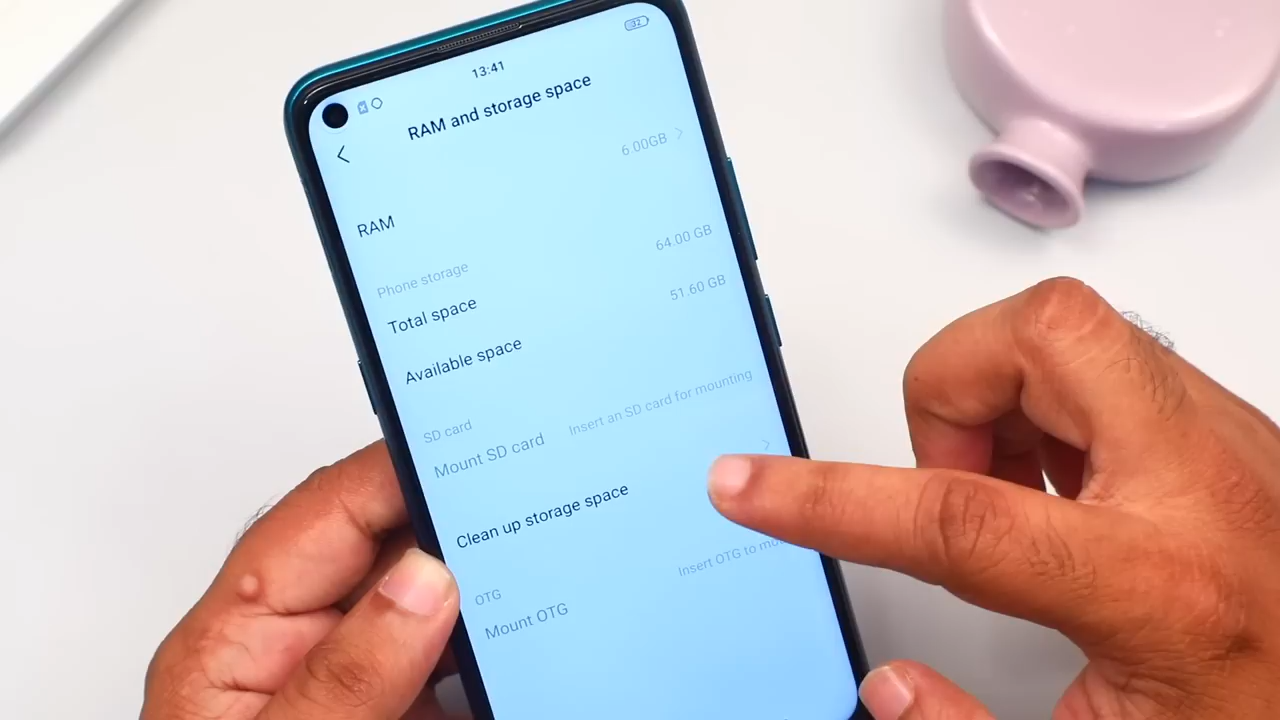 32
13:41
RAM and storage space
RAM 6.00GB
Phone storage
Total space 64.00 GB
Available space 51.60 GB
SD card
Mount SD card Insert an SD card for mounting
Clean up storage space
OTG
Mount OTG Insert OTG to